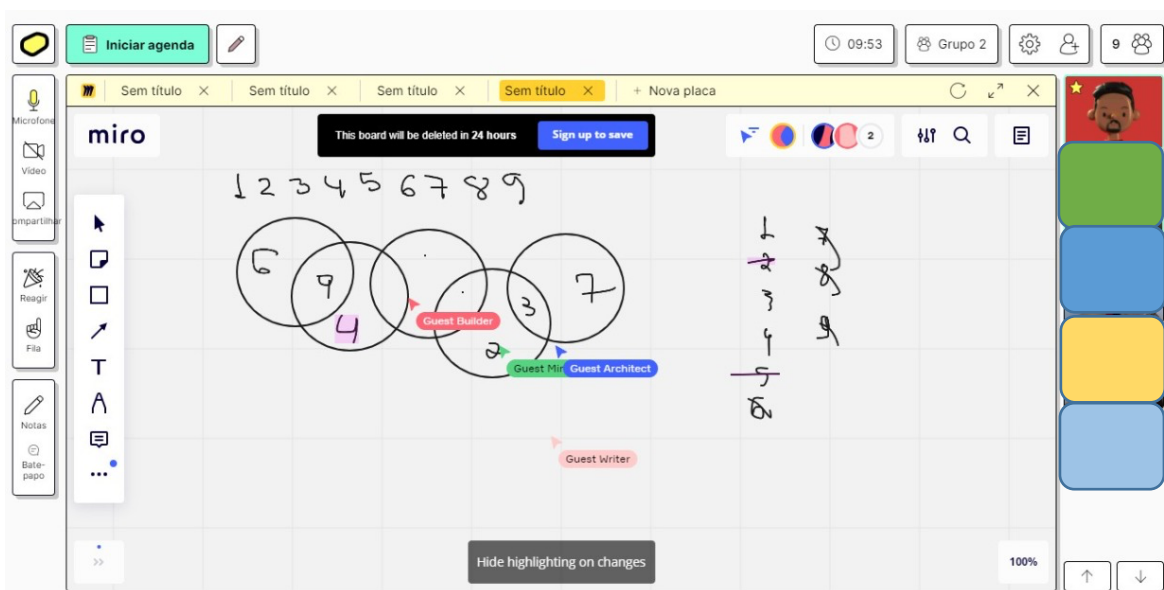 Iniciar agenda
09:53
Grupo 2
9
Microfone
Vídeo
ompartilhar
Reagir
Fila
Notas
Bate-
papo
Sem título
Sem título
Sem título
Sem título
+ Nova placa
miro
This board will be deleted in 24 hours
Sign up to save
2
1 2 3 4 5 6 7 8 9
6
9
4
3
7
2
Guest Builder
Guest Mir
Guest Architect
Guest Writer
1
2
3
4
5
6
7
8
9
Hide highlighting on changes
100%